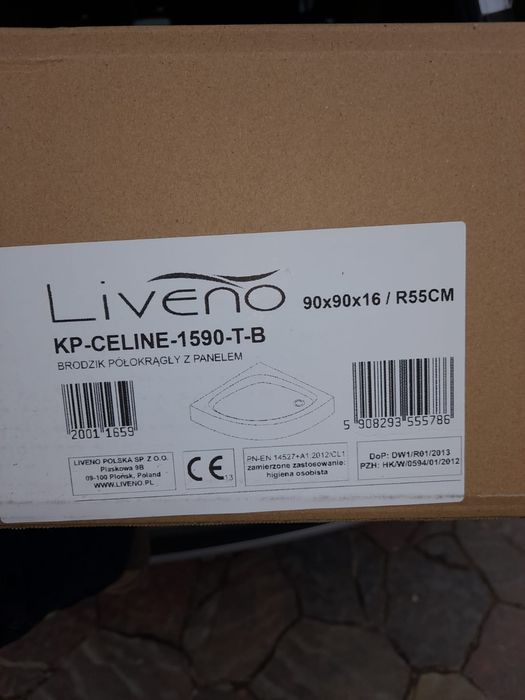 LIVENO
90x90x16 / R55CM
KP-CELINE-1590-T-B
BRODZIK PÓŁOKRĄGŁY Z PANELEM
2001 1659
5 908293 555786
LIVENO POLSKA SP. Z O.O.
Piaskowa 9B
09-100 Płońsk, Poland
WWW.LIVENO.PL
CE 13
PN-EN 14527+A1:2012/CL1
zamierzone zastosowanie:
higiena osobista
DoP: DW1/R01/2013
PZH: HK/W/0594/01/2012